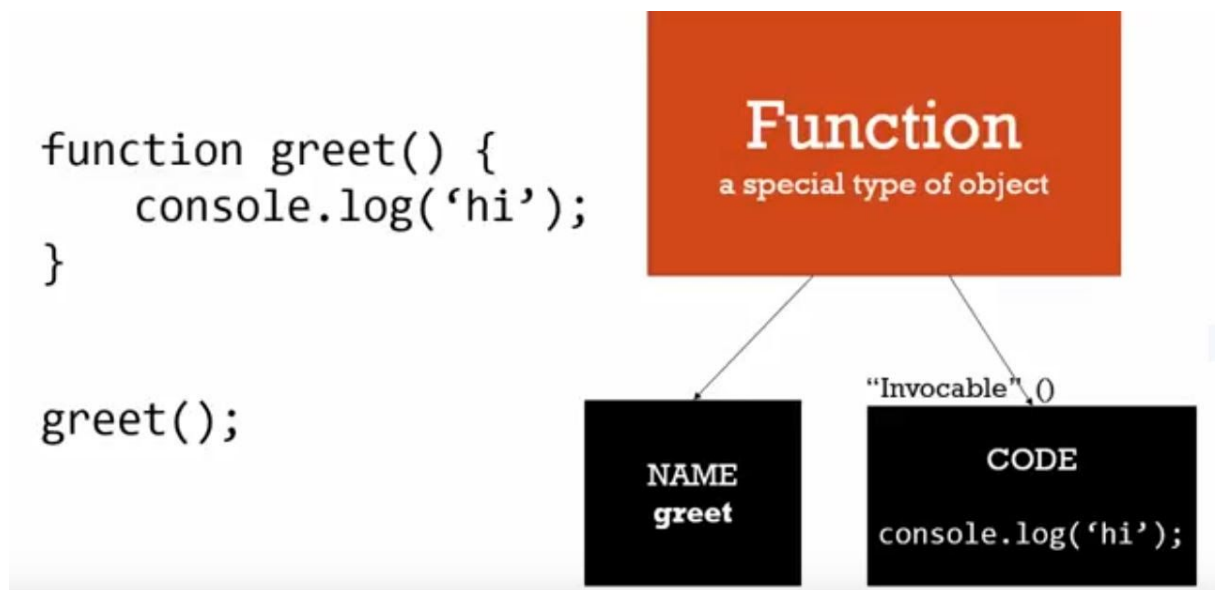 function greet() {
    console.log(‘hi’);
}
greet();
Function
a special type of object
NAME
greet
“Invocable” ()
CODE
console.log(‘hi’);